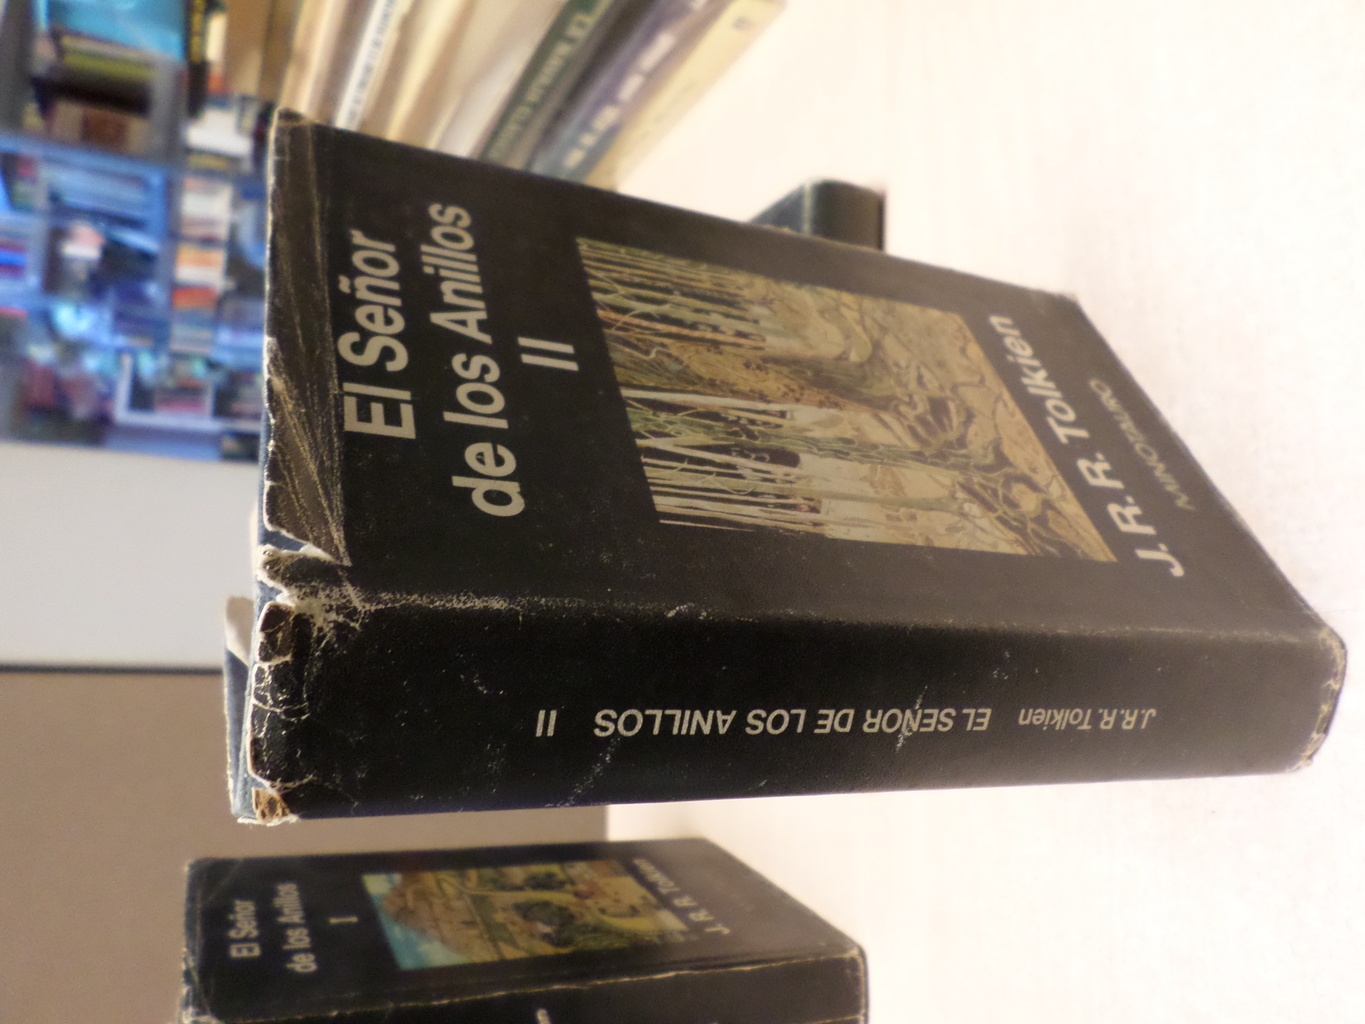 El Señor
de los Anillos
II
J. R. R. Tolkien
MINOTAURO
J.R.R. Tolkien EL SEÑOR DE LOS ANILLOS II
El Señor
de los Anillos
I
J. R. R. Tolkien